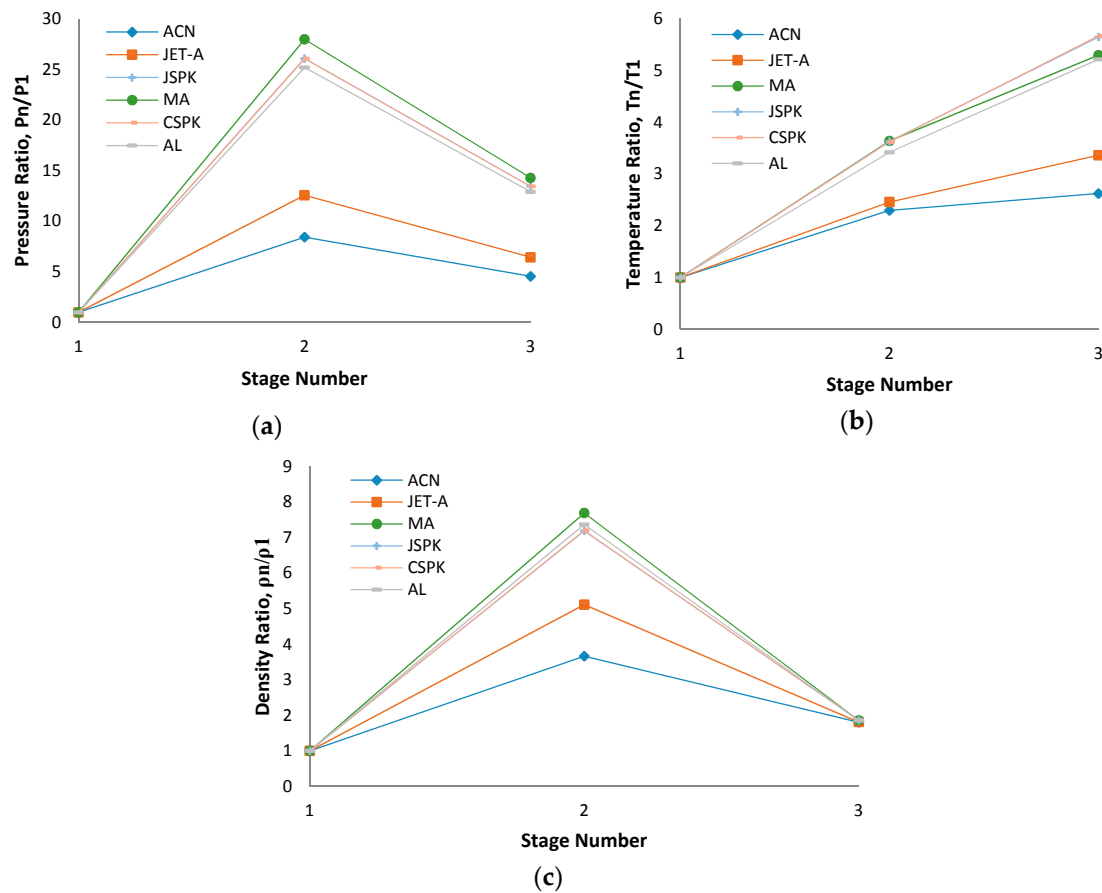 30
25
20
15
10
5
0
Pressure Ratio, Pn/P1
ACN
JET-A
JSPK
MA
CSPK
AL
1 2 3
Stage Number
(a)
6
5
4
3
2
1
0
Temperature Ratio, Tn/T1
ACN
JET-A
MA
JSPK
CSPK
AL
1 2 3
Stage Number
(b)
9
8
7
6
5
4
3
2
1
0
Density Ratio, ρn/ρ1
ACN
JET-A
MA
JSPK
CSPK
AL
1 2 3
Stage Number
(c)